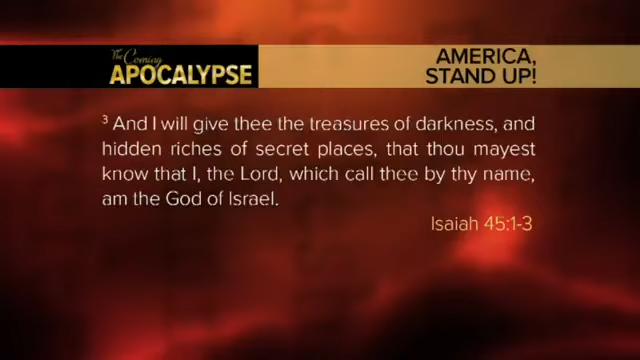 The Coming
APOCALYPSE
AMERICA,
STAND UP!
3 And I will give thee the treasures of darkness, and
hidden riches of secret places, that thou mayest
know that I, the Lord, which call thee by thy name,
am the God of Israel.
Isaiah 45:1-3